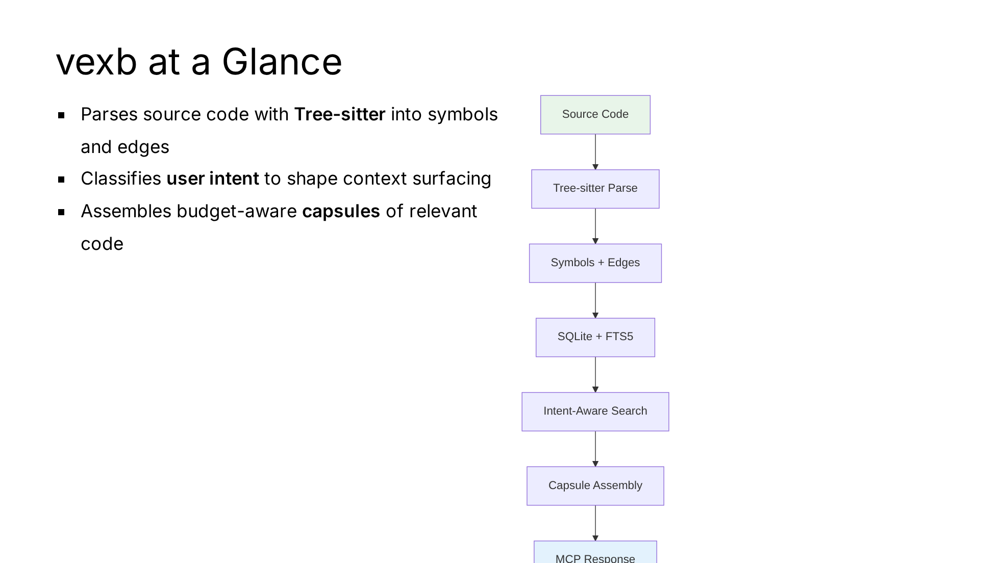 vexb at a Glance
Parses source code with Tree-sitter into symbols
and edges
Classifies user intent to shape context surfacing
Assembles budget-aware capsules of relevant
code
Source Code
Tree-sitter Parse
Symbols + Edges
SQLite + FTS5
Intent-Aware Search
Capsule Assembly
MCP Response